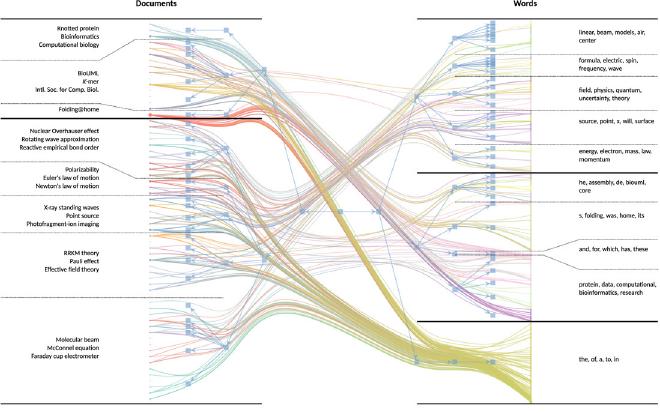 Documents
Words
Knotted protein
Bioinformatics
Computational biology
BioUML
K-mer
Intl. Soc. for Comp. Biol.
Folding@home
Nuclear Overhauser effect
Rotating wave approximation
Reactive empirical bond order
Polarizability
Euler's law of motion
Newton's law of motion
X-ray standing waves
Point source
Photofragment-ion imaging
RRKM theory
Pauli effect
Effective field theory
Molecular beam
McConnel equation
Faraday cup electrometer
linear, beam, models, air,
center
formula, electric, spin,
frequency, wave
field, physics, quantum,
uncertainty, theory
source, point, x, will, surface
energy, electron, mass, law,
momentum
he, assembly, de, biouml,
core
s, folding, was, home, its
and, for, which, has, these
protein, data, computational,
bioinformatics, research
the, of, a, to, in